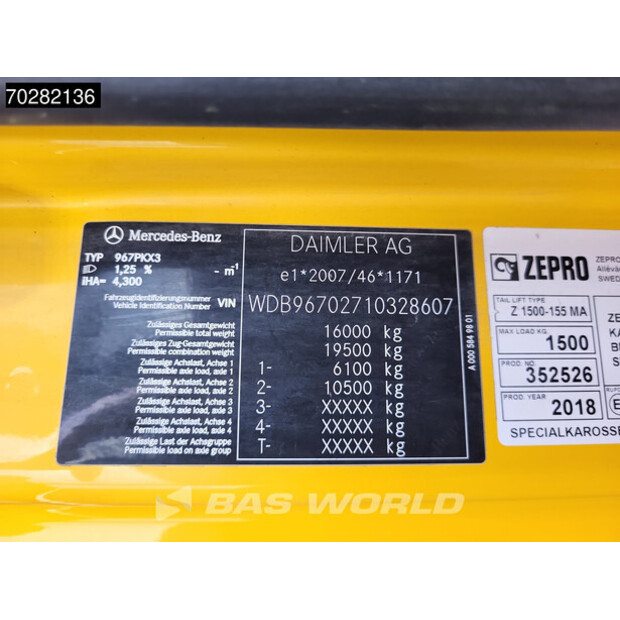 70282136
Mercedes-Benz
DAIMLER AG
TYP 967PKX3
1,25 % - m⁻¹
e1*2007/46*1171
iHA= 4,300
Fahrzeugidentifizierungsnummer
Vehicle Identification Number
VIN WDB96702710328607
Zulässiges Gesamtgewicht
Permissible total weight
16000 kg
Zulässiges Zug-Gesamtgewicht
Permissible combination weight
19500 kg
Zulässige Achslast, Achse 1
Permissible axle load, axle 1
1- 6100 kg
Zulässige Achslast, Achse 2
Permissible axle load, axle 2
2- 10500 kg
Zulässige Achslast, Achse 3
Permissible axle load, axle 3
3- XXXXX kg
Zulässige Achslast, Achse 4
Permissible axle load, axle 4
4- XXXXX kg
Zulässige Last der Achsgruppe
Permissible load on axle group
T- XXXXX kg
A 000 584 98 01
ZEPRO
ZEPRO
Alléva
SWED
TAIL LIFT TYPE
Z 1500-155 MA
MAX LOAD KG.
1500
PROD. NO.
352526
PROD.
2018
SPECIALKAROSSE
BAS WORLD